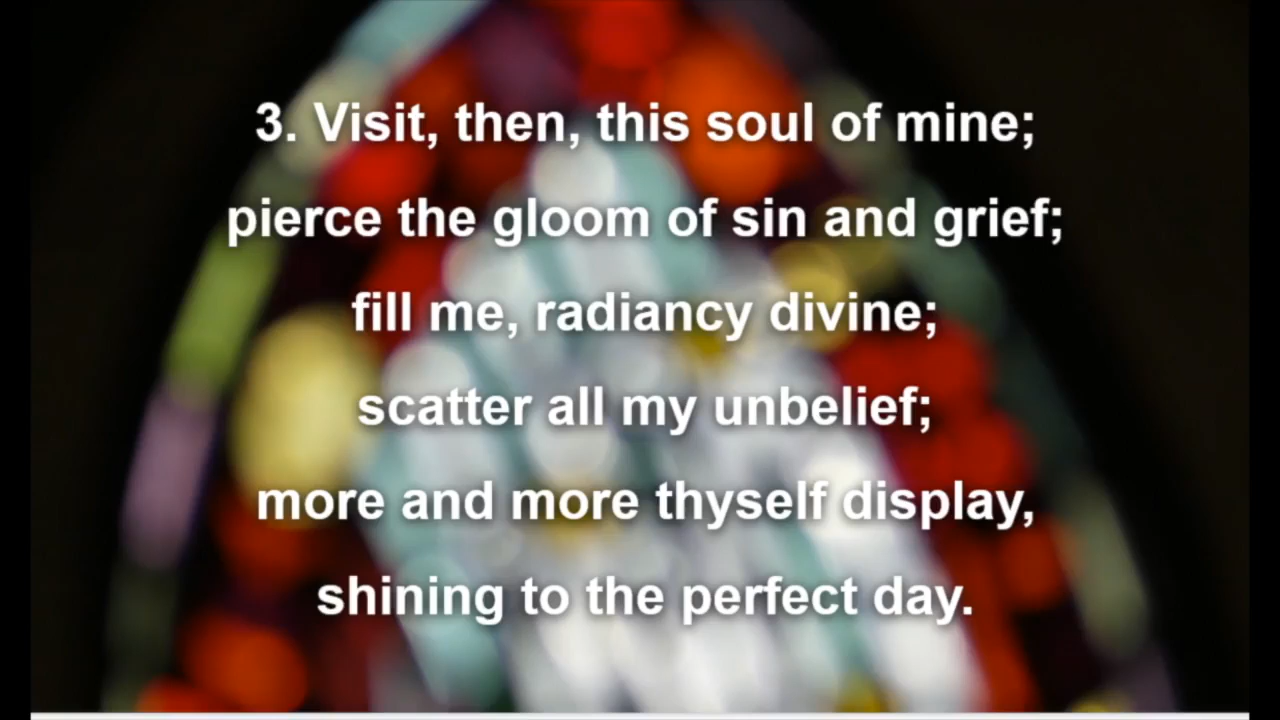 3. Visit, then, this soul of mine;
pierce the gloom of sin and grief;
fill me, radiancy divine;
scatter all my unbelief;
more and more thyself display,
shining to the perfect day.